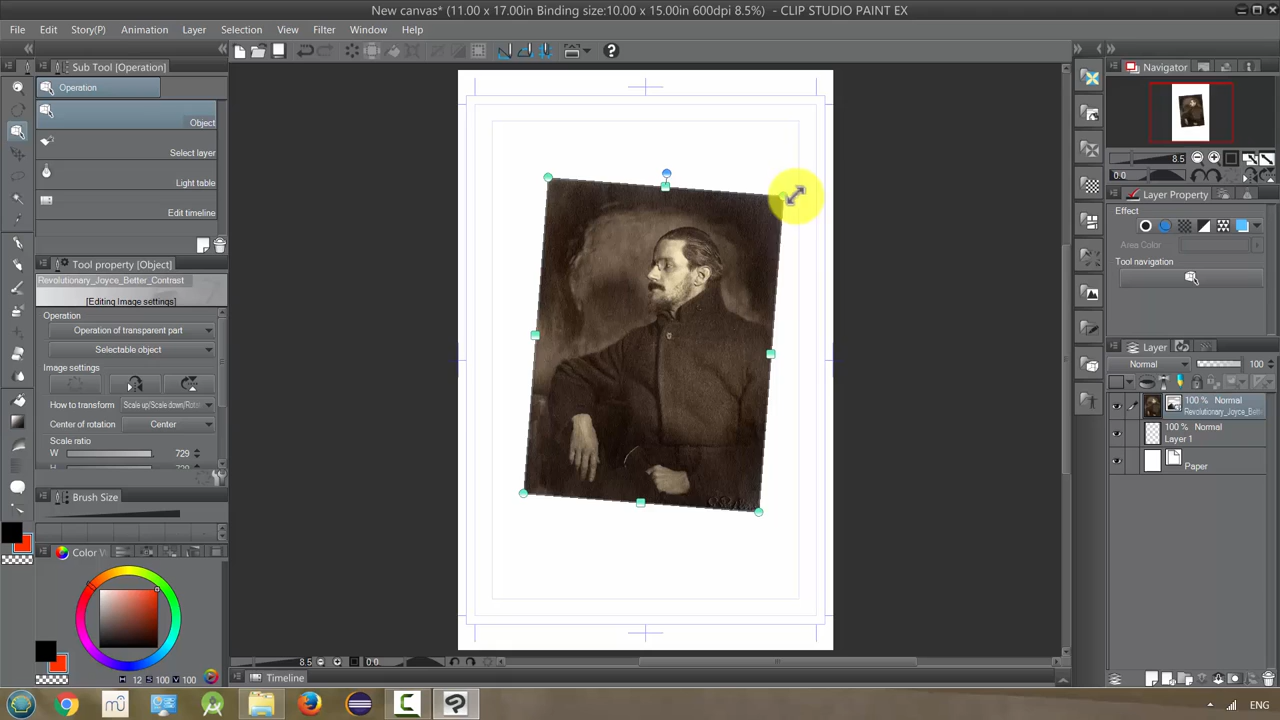 New canvas* (11.00 x 17.00in Binding size:10.00 x 15.00in 600dpi 8.5%) - CLIP STUDIO PAINT EX
File Edit Story(P) Animation Layer Selection View Filter Window Help
Sub Tool [Operation]
Operation
Object
Select layer
Light table
Edit timeline
Tool property [Object]
Revolutionary_Joyce_Better_Contrast
[Editing Image settings]
Operation
Operation of transparent part
Selectable object
Image settings
How to transform Scale up/Scale down/Rotat
Center of rotation Center
Scale ratio
W 729
H 729
Brush Size
Color
H 12 S 100 V 100
8.5 0.0
Timeline
Navigator
8.5
0.0
Layer Property
Effect
Area Color
Tool navigation
Layer
Normal 100
100 % Normal
Revolutionary_Joyce_Bett
100 % Normal
Layer 1
Paper
ENG